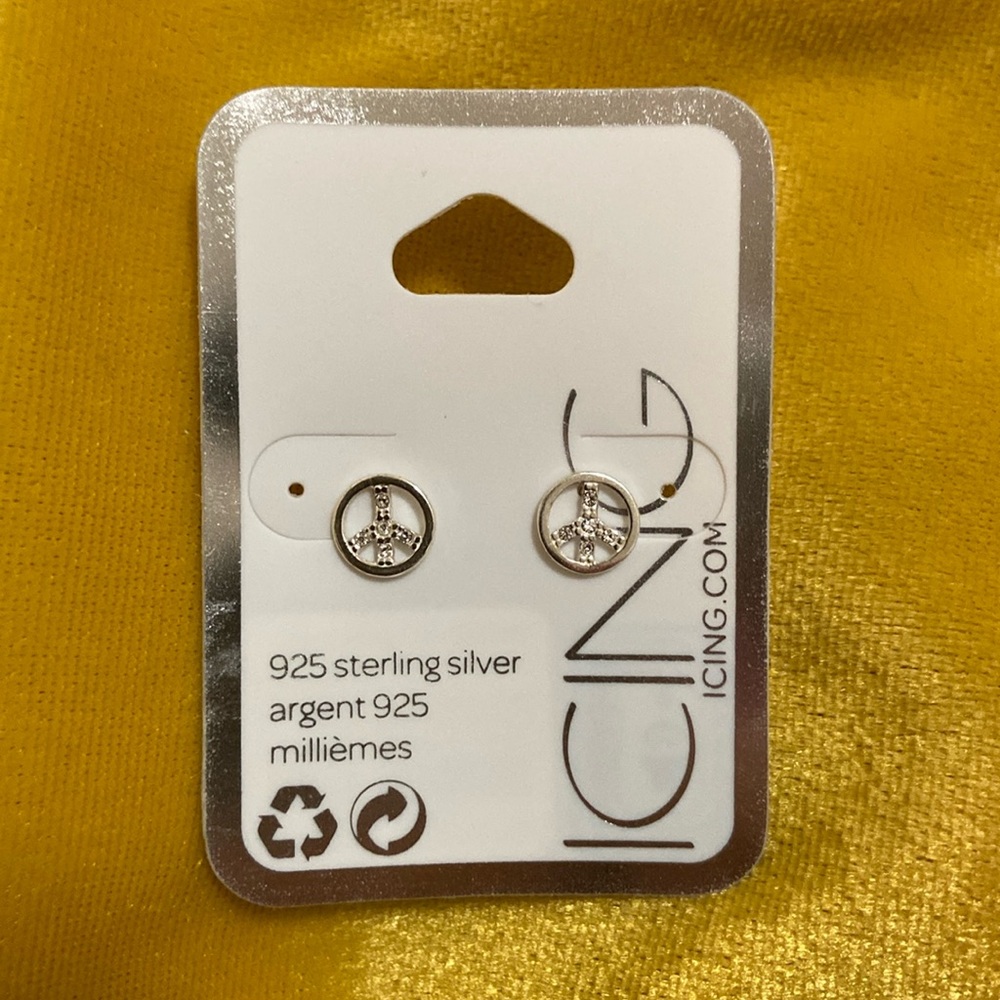 925 sterling silver
argent 925
millièmes
ICING
ICING.COM